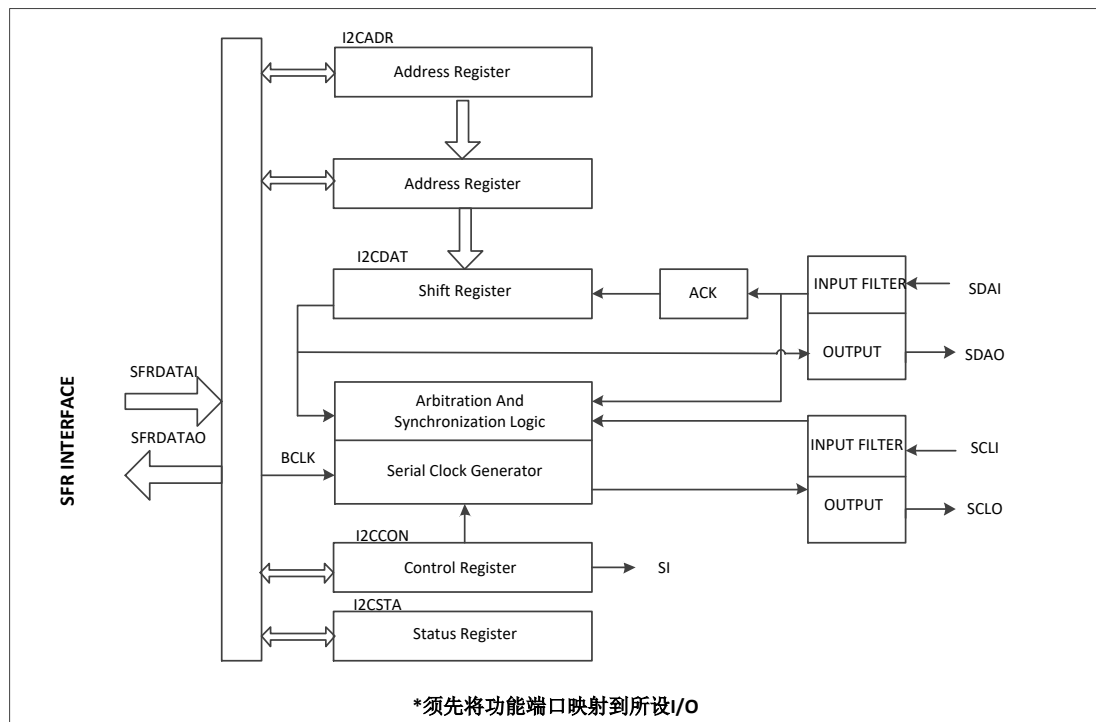 I2CADR
Address Register
Address Register
I2CDAT
Shift Register
ACK
INPUT FILTER
SDAI
OUTPUT
SDAO
SFR INTERFACE
SFRDATAI
SFRDATAO
Arbitration And
Synchronization Logic
BCLK
Serial Clock Generator
INPUT FILTER
SCLI
OUTPUT
SCLO
I2CCON
Control Register
SI
I2CSTA
Status Register
*须先将功能端口映射到所设I/O